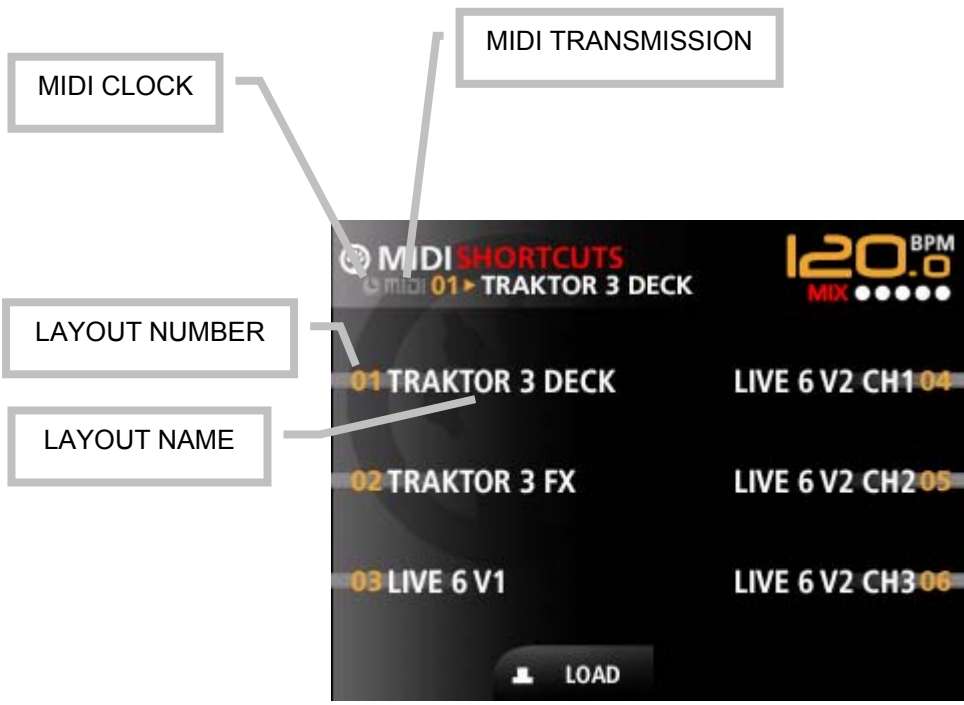 MIDI TRANSMISSION
MIDI CLOCK
MIDI SHORTCUTS
midi 01 ▸ TRAKTOR 3 DECK
120.0 BPM
MIX
LAYOUT NUMBER
LAYOUT NAME
01 TRAKTOR 3 DECK
LIVE 6 V2 CH1 04
02 TRAKTOR 3 FX
LIVE 6 V2 CH2 05
03 LIVE 6 V1
LIVE 6 V2 CH3 06
LOAD